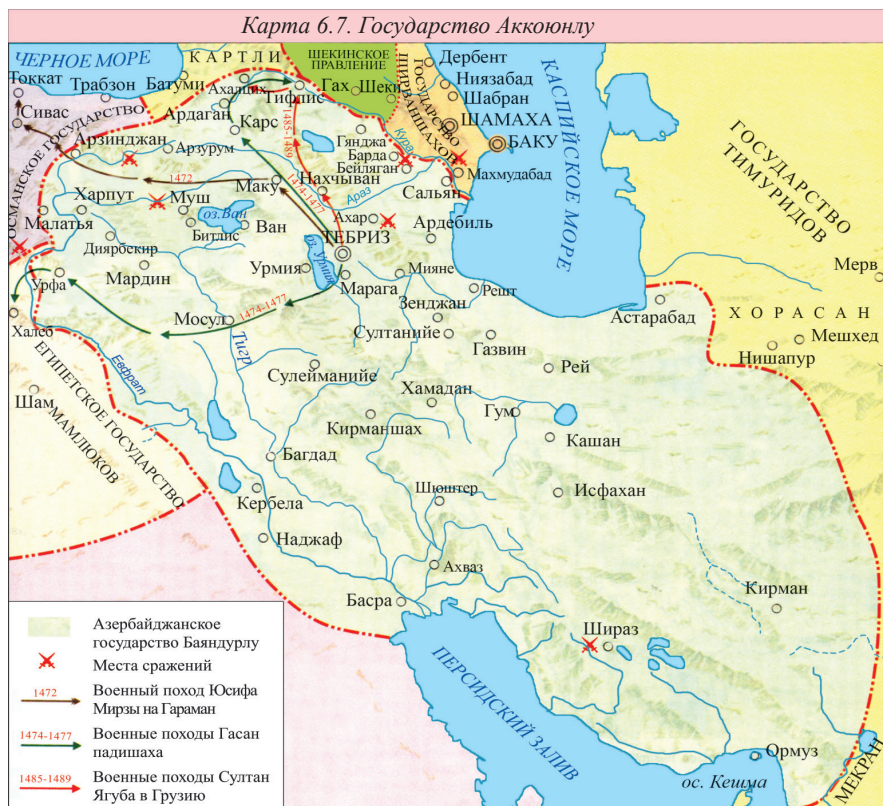 Карта 6.7. Государство Аккоюнлу
ЧЕРНОЕ МОРЕ
КАРТЛИ
ШЕКИНСКОЕ
ПРАВЛЕНИЕ
ГОСУДАРСТВО
ШИРВАНШАХОВ
Дербент
Ниязабад
Шабран
ШАМАХА
БАКУ
Махмудабад
КАСПИЙСКОЕ МОРЕ
ГОСУДАРСТВО
ТИМУРИДОВ
Мерв
ХОРАСАН
Мешхед
Нишапур
Астарабад
Токкат
Трабзон
Батуми
Ахалцих
Тифлис
Гах
Шеки
Сивас
ОСМАНСКОЕ ГОСУДАРСТВО
Ардаган
Карс
1485-1489
Гянджа
Кура
Барда
Бейляган
Сальян
Арзинджан
Арзурум
1472
Маку
Нахчыван
1474-1477
Араз
Харпут
Муш
оз.Ван
Ван
Ахар
Ардебиль
Малатья
Битлис
ТЕБРИЗ
Диярбекир
оз. Урмия
Урфа
Мардин
Урмия
Марага
Мияне
Решт
Зенджан
Халеб
Мосул
1474-1477
Султанийе
Газвин
Тигр
Рей
Евфрат
Сулейманийе
Хамадан
Шам
ЕГИПЕТСКОЕ ГОСУДАРСТВО
МАМЛЮКОВ
Кирманшах
Гум
Кашан
Багдад
Кербела
Шюштер
Исфахан
Наджаф
Ахваз
Басра
Кирман
Шираз
ПЕРСИДСКИЙ ЗАЛИВ
Ормуз
ос. Кешма
МЕКРАН
Азербайджанское
государство Баяндурлу
Места сражений
1472
Военный поход Юсифа
Мирзы на Гараман
1474-1477
Военные походы Гасан
падишаха
1485-1489
Военные походы Султан
Ягуба в Грузию